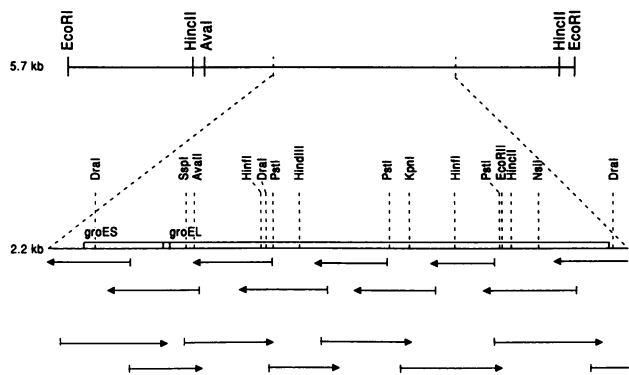 EcoRI
HincII
AvaI
HincII
EcoRI
5.7 kb
DraI
SspI
AvaII
HinfI
DraI
PstI
HindIII
PstI
KpnI
HinfI
PstI
EcoRII
HincII
NsiI
DraI
groES
groEL
2.2 kb